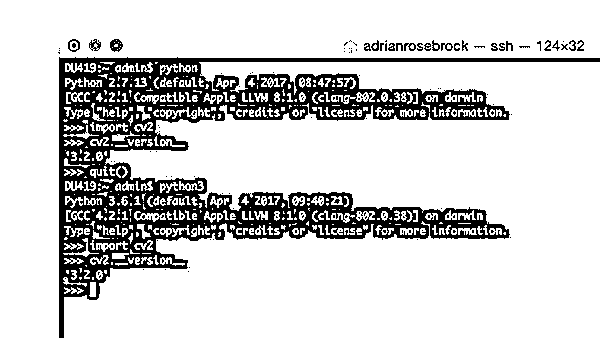 adrianrosebrock — ssh — 124×32
DU419:~ admin$ python
Python 2.7.13 (default, Apr  4 2017, 08:47:57)
[GCC 4.2.1 Compatible Apple LLVM 8.1.0 (clang-802.0.38)] on darwin
Type "help", "copyright", "credits" or "license" for more information.
>>> import cv2
>>> cv2.__version__
'3.2.0'
>>> quit()
DU419:~ admin$ python3
Python 3.6.1 (default, Apr  4 2017, 09:40:21)
[GCC 4.2.1 Compatible Apple LLVM 8.1.0 (clang-802.0.38)] on darwin
Type "help", "copyright", "credits" or "license" for more information.
>>> import cv2
>>> cv2.__version__
'3.2.0'
>>>